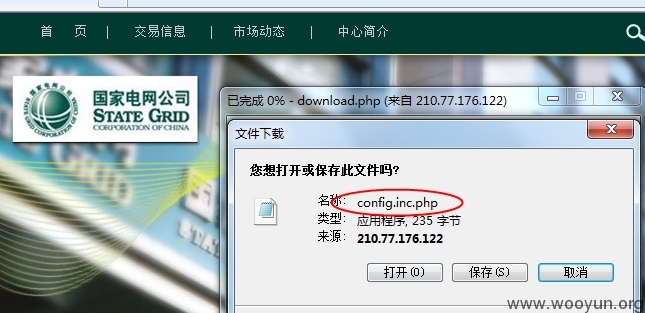 首 页 | 交易信息 | 市场动态 | 中心简介
国家电网公司
STATE GRID
CORPORATION OF CHINA
已完成 0% - download.php (来自 210.77.176.122)
文件下载
您想打开或保存此文件吗?
名称: config.inc.php
类型: 应用程序, 235 字节
来源: 210.77.176.122
打开(O)
保存(S)
取消
www.wooyun.org